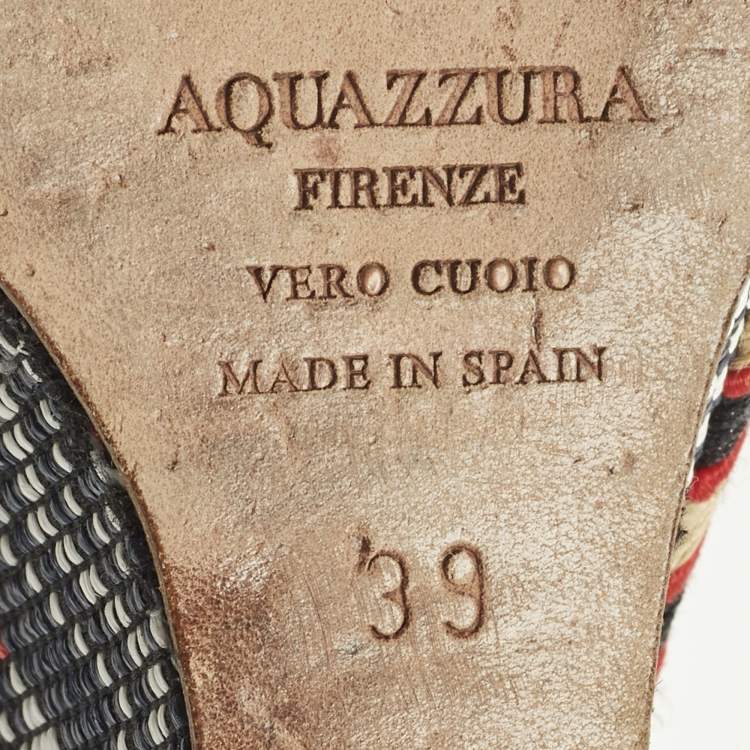 AQUAZZURA
FIRENZE
VERO CUOIO
MADE IN SPAIN
39